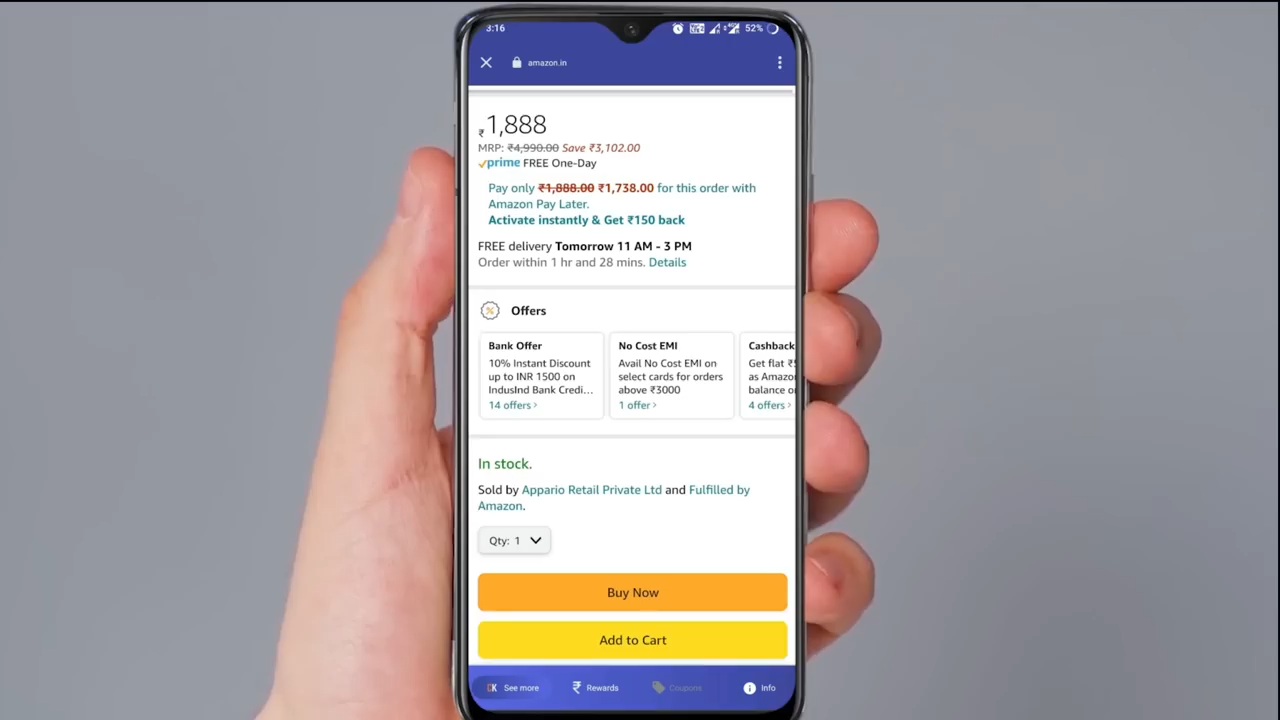 3:16 52%
amazon.in
₹1,888
MRP: ₹4,990.00 Save ₹3,102.00
prime FREE One-Day
Pay only ₹1,888.00 ₹1,738.00 for this order with
Amazon Pay Later.
Activate instantly & Get ₹150 back
FREE delivery Tomorrow 11 AM - 3 PM
Order within 1 hr and 28 mins. Details
Offers
Bank Offer
10% Instant Discount
up to INR 1500 on
IndusInd Bank Credi...
14 offers ›
No Cost EMI
Avail No Cost EMI on
select cards for orders
above ₹3000
1 offer ›
Cashback
Get flat
as Amazon
balance
4 offers ›
In stock.
Sold by Appario Retail Private Ltd and Fulfilled by
Amazon.
Qty: 1
Buy Now
Add to Cart
CK See more ₹ Rewards Coupons i Info